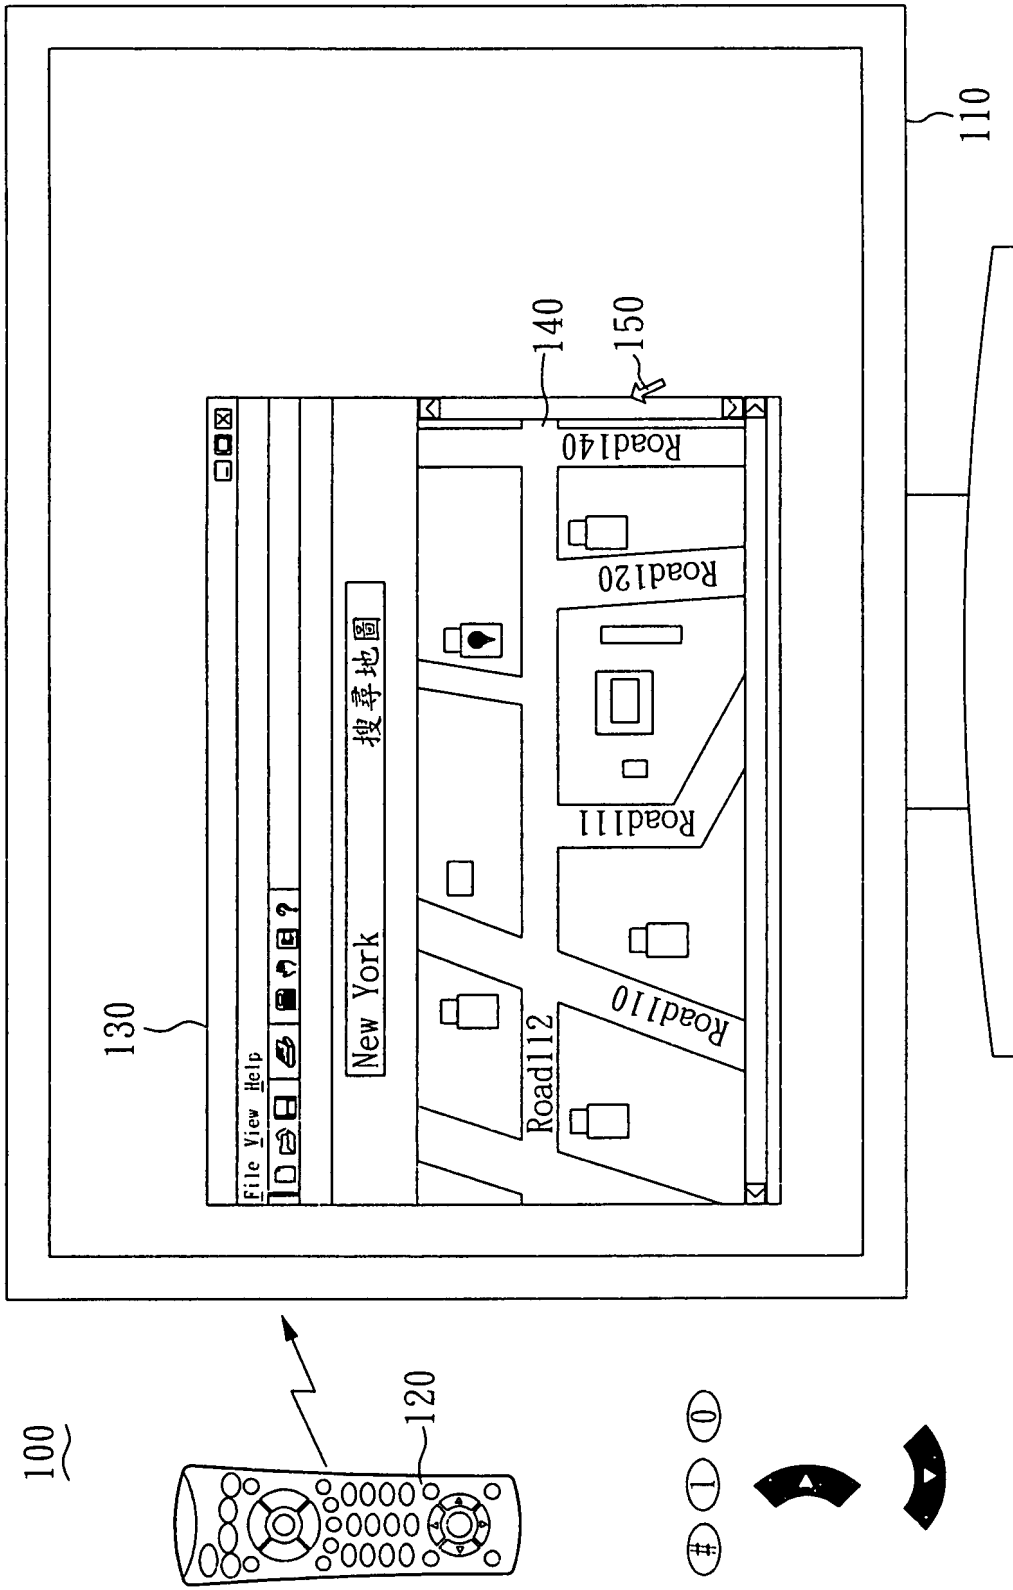 100
130
File View Help
?
New York 搜尋地圖
140
150
Road112
Road110
Road111
Road120
Road140
110
120
# 1 0